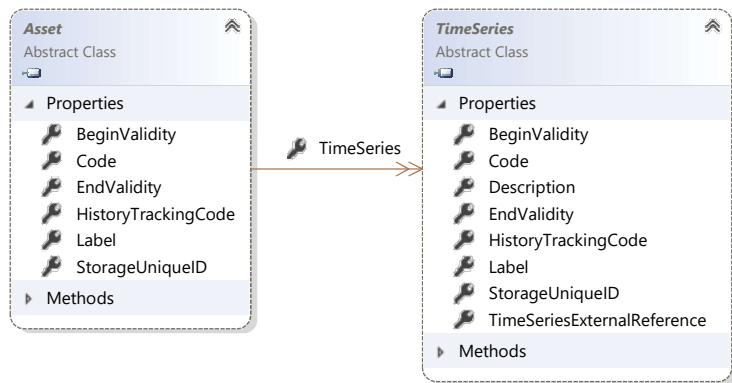 Asset
Abstract Class
Properties
BeginValidity
Code
EndValidity
HistoryTrackingCode
Label
StorageUniqueID
Methods
TimeSeries
TimeSeries
Abstract Class
Properties
BeginValidity
Code
Description
EndValidity
HistoryTrackingCode
Label
StorageUniqueID
TimeSeriesExternalReference
Methods